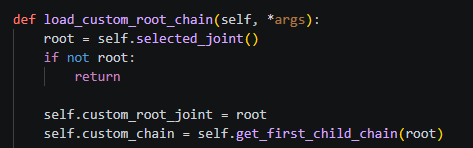 def load_custom_root_chain(self, *args):
    root = self.selected_joint()
    if not root:
        return

    self.custom_root_joint = root
    self.custom_chain = self.get_first_child_chain(root)